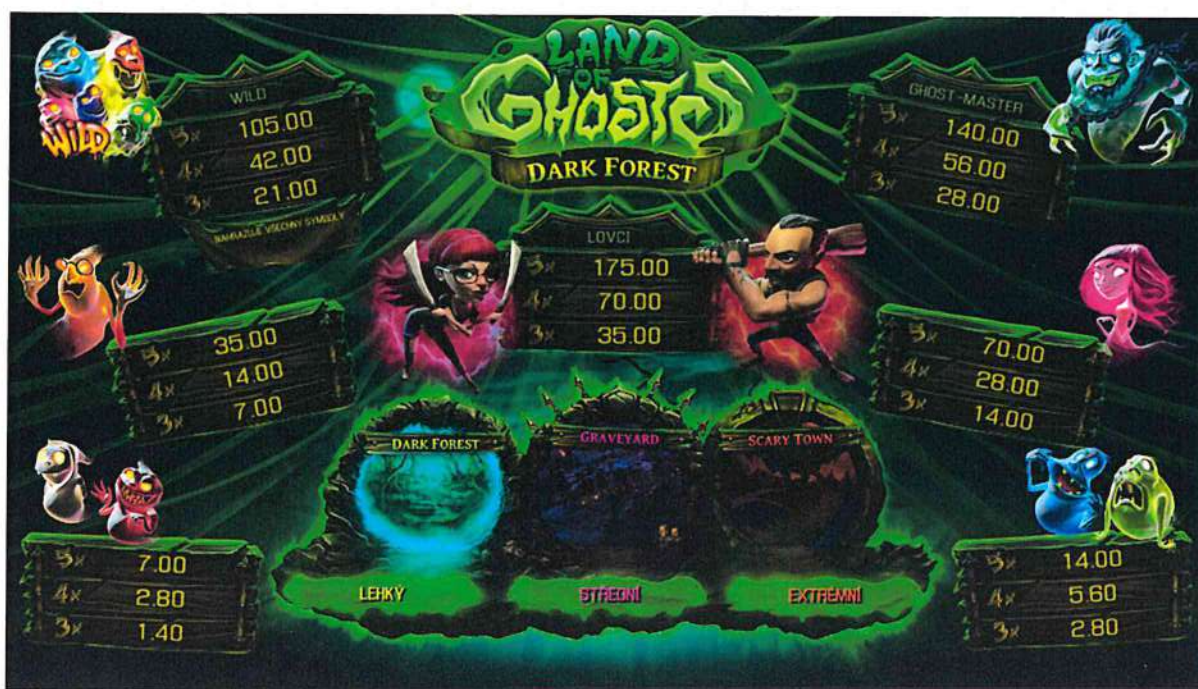 LAND
OF
GHOSTS
DARK FOREST
WILD
5x 105.00
4x 42.00
3x 21.00
NAHRAZUJE VŠECHNY SYMBOLY
WILD
GHOST-MASTER
5x 140.00
4x 56.00
3x 28.00
LOVCI
5x 175.00
4x 70.00
3x 35.00
5x 35.00
4x 14.00
3x 7.00
5x 70.00
4x 28.00
3x 14.00
DARK FOREST
GRAVEYARD
SCARY TOWN
LEHKÝ
STŘEDNÍ
EXTRÉMNÍ
5x 7.00
4x 2.80
3x 1.40
5x 14.00
4x 5.60
3x 2.80